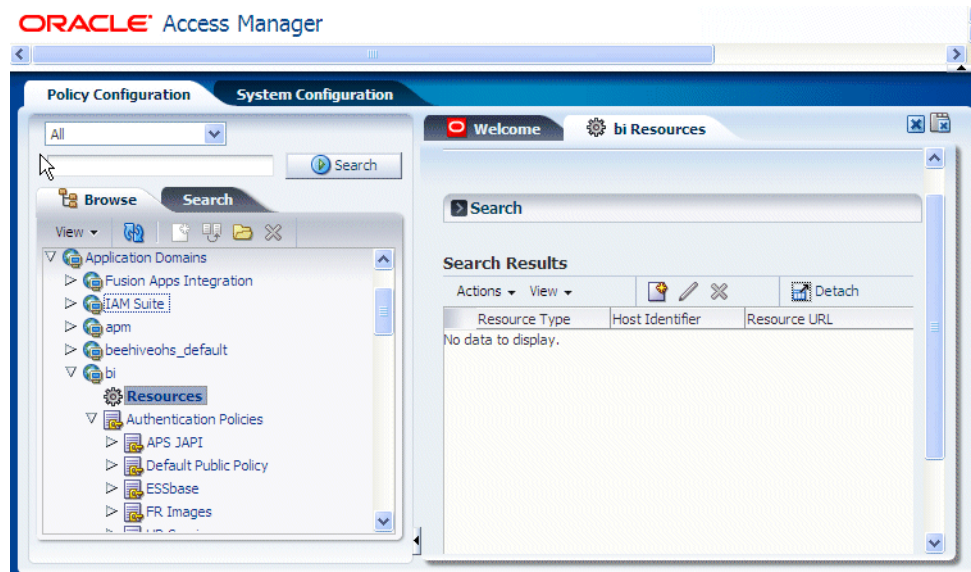 ORACLE Access Manager
Policy Configuration System Configuration
All
Search
Browse Search
View
Application Domains
Fusion Apps Integration
IAM Suite
apm
beehiveohs_default
bi
Resources
Authentication Policies
APS JAPI
Default Public Policy
ESSbase
FR Images
Welcome bi Resources
Search
Search Results
Actions View Detach
Resource Type Host Identifier Resource URL
No data to display.